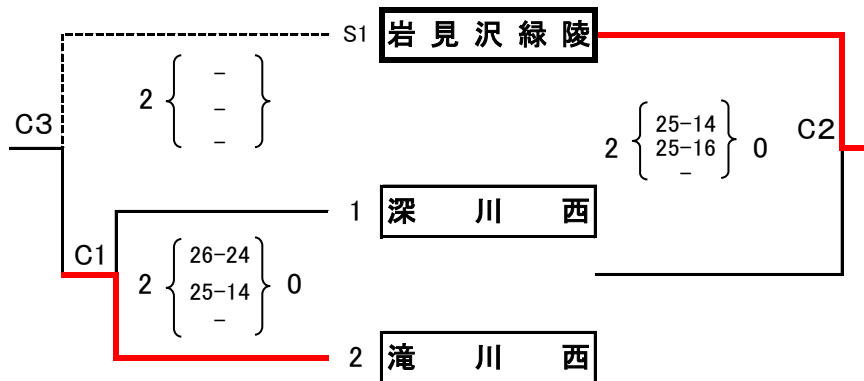 S1 岩見沢緑陵
2 { - - - }
C3
2 { 25-14 25-16 - } 0
C2
1 深川西
C1
2 { 26-24 25-14 - } 0
2 滝川西